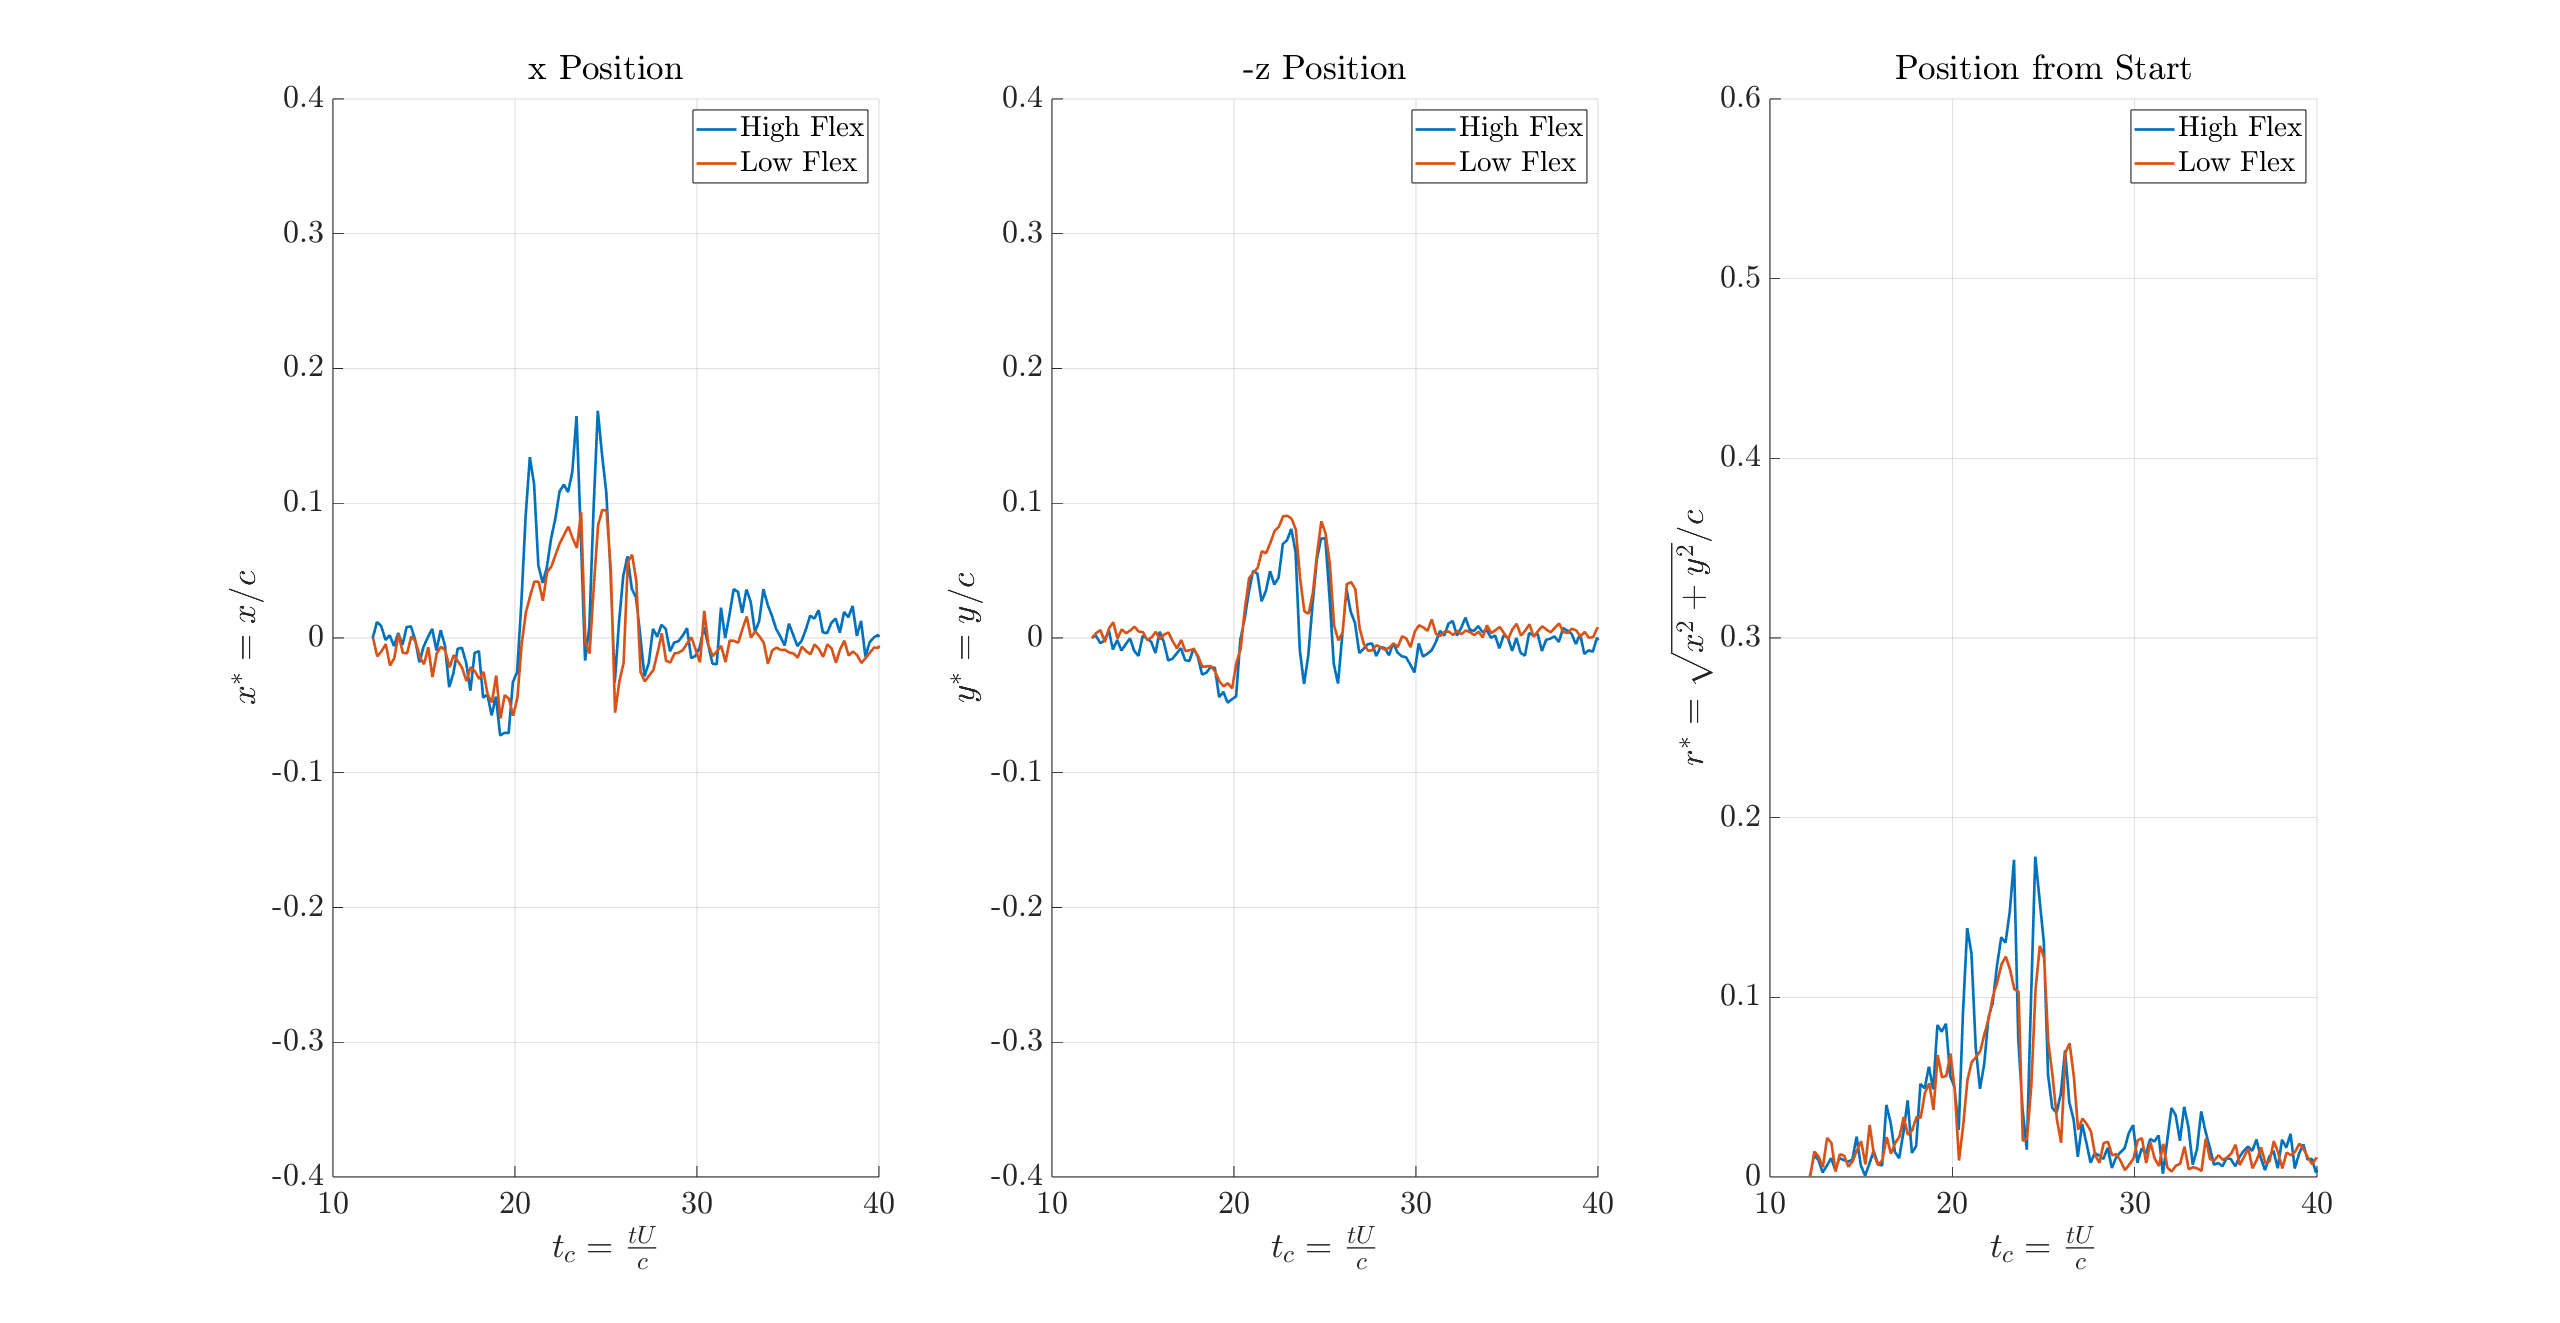 x Position
0.4
0.3
0.2
0.1
0
-0.1
-0.2
-0.3
-0.4
10 20 30 40
x* = x/c
t_c = tU/c
High Flex
Low Flex
-z Position
0.4
0.3
0.2
0.1
0
-0.1
-0.2
-0.3
-0.4
10 20 30 40
y* = y/c
t_c = tU/c
High Flex
Low Flex
Position from Start
0.6
0.5
0.4
0.3
0.2
0.1
0
10 20 30 40
r* = √x² + y²/c
t_c = tU/c
High Flex
Low Flex